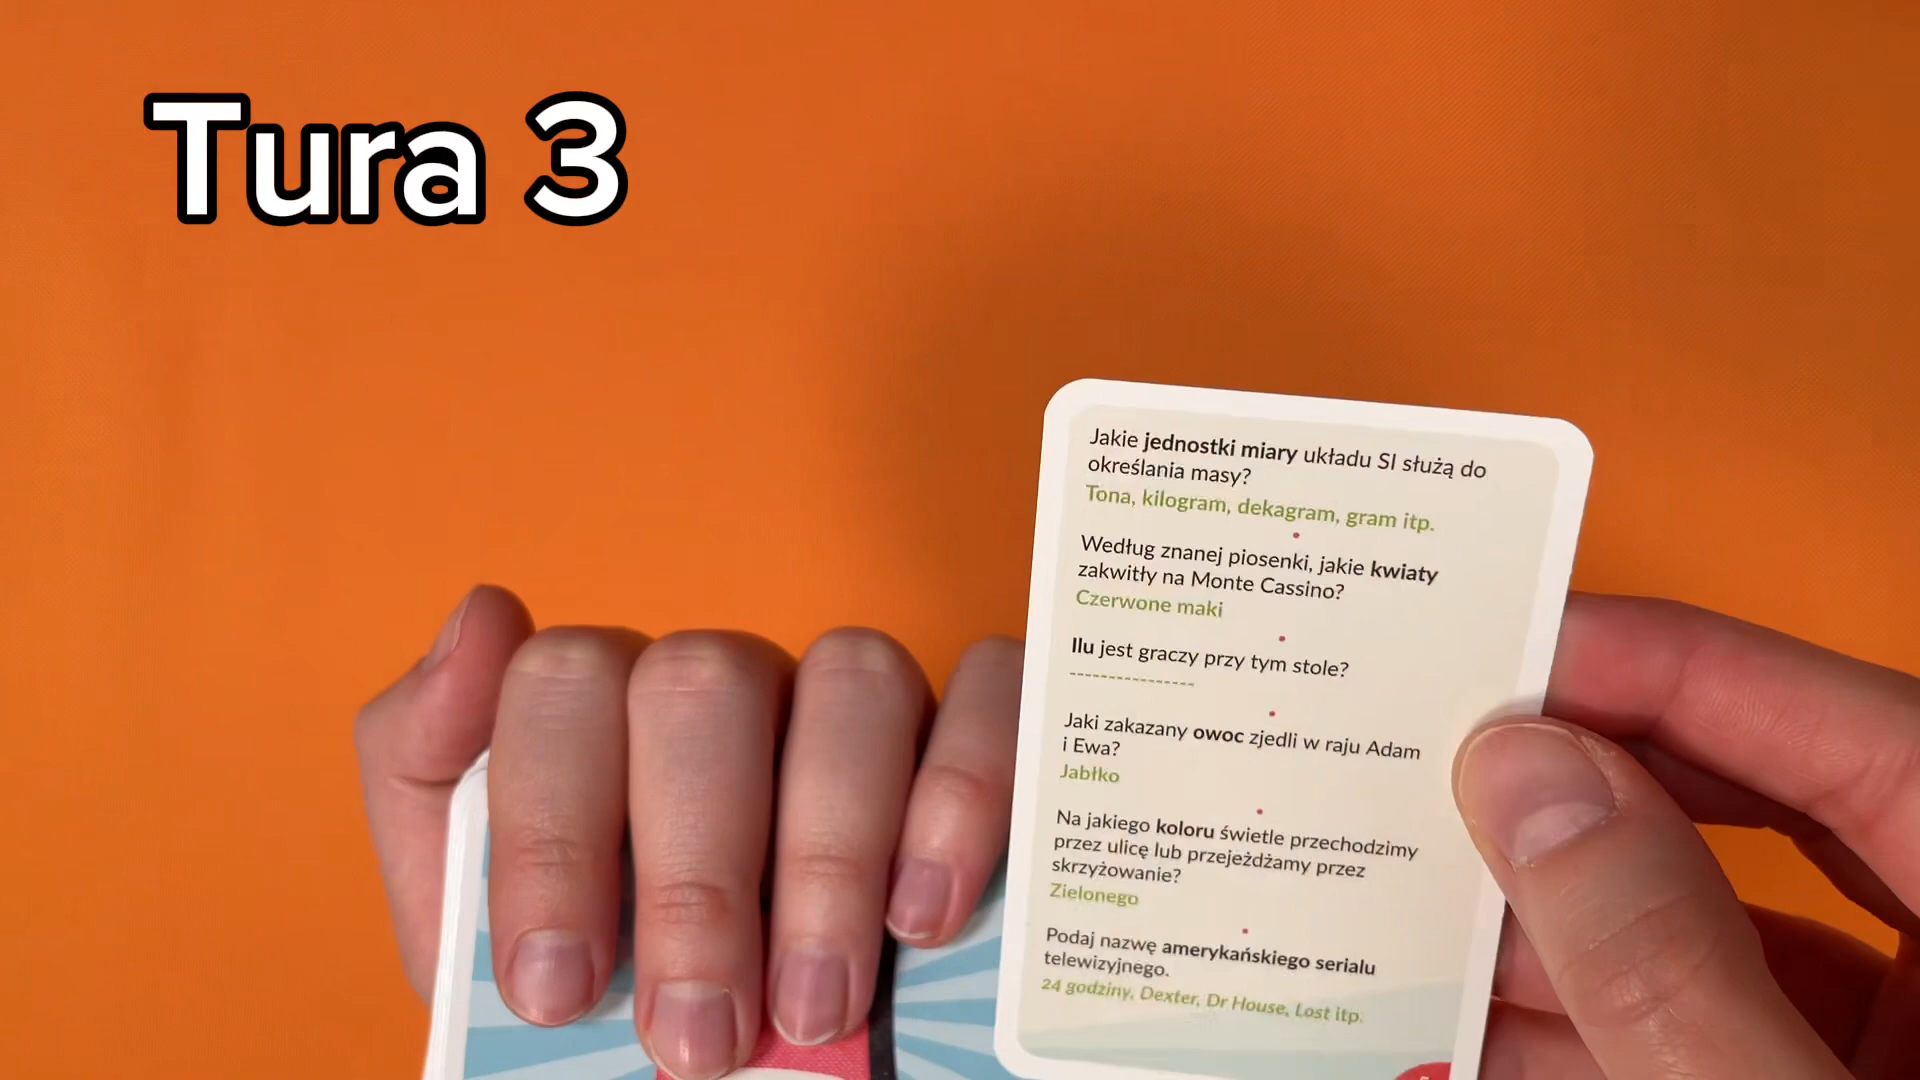 Tura 3
Jakie jednostki miary układu SI służą do
określania masy?
Tona, kilogram, dekagram, gram itp.
Według znanej piosenki, jakie kwiaty
zakwitły na Monte Cassino?
Czerwone maki
Ilu jest graczy przy tym stole?
----------------
Jaki zakazany owoc zjedli w raju Adam
i Ewa?
Jabłko
Na jakiego koloru świetle przechodzimy
przez ulicę lub przejeżdżamy przez
skrzyżowanie?
Zielonego
Podaj nazwę amerykańskiego serialu
telewizyjnego.
24 godziny, Dexter, Dr House, Lost itp.